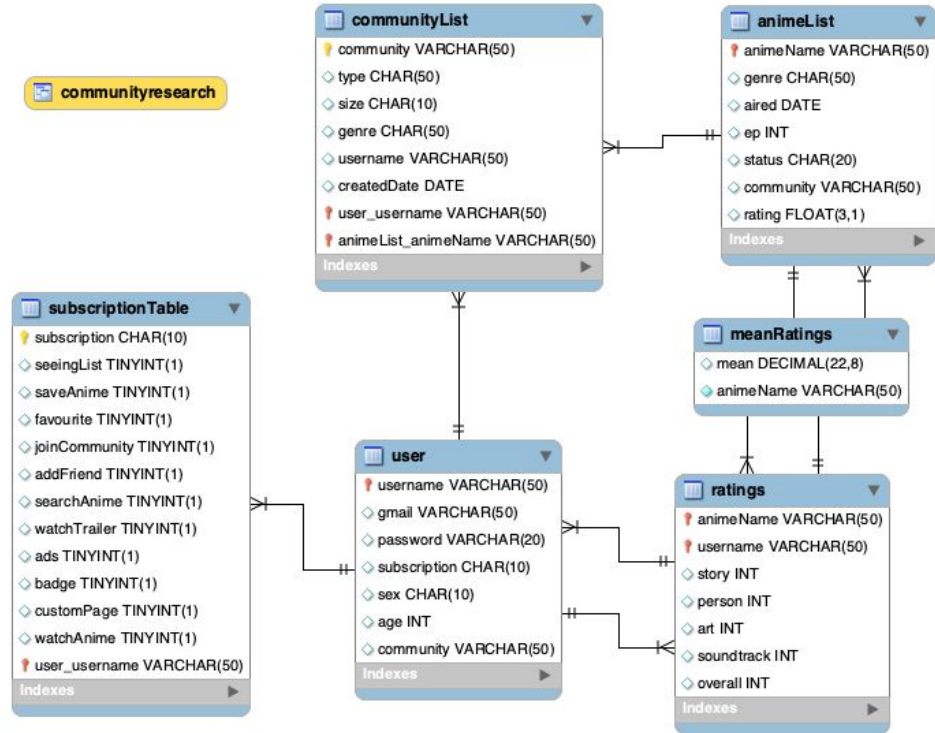 communityresearch
communityList
community VARCHAR(50)
type CHAR(50)
size CHAR(10)
genre CHAR(50)
username VARCHAR(50)
createdDate DATE
user_username VARCHAR(50)
animeList_animeName VARCHAR(50)
Indexes
animeList
animeName VARCHAR(50)
genre CHAR(50)
aired DATE
ep INT
status CHAR(20)
community VARCHAR(50)
rating FLOAT(3,1)
Indexes
subscriptionTable
subscription CHAR(10)
seeingList TINYINT(1)
saveAnime TINYINT(1)
favourite TINYINT(1)
joinCommunity TINYINT(1)
addFriend TINYINT(1)
searchAnime TINYINT(1)
watchTrailer TINYINT(1)
ads TINYINT(1)
badge TINYINT(1)
customPage TINYINT(1)
watchAnime TINYINT(1)
user_username VARCHAR(50)
Indexes
meanRatings
mean DECIMAL(22,8)
animeName VARCHAR(50)
user
username VARCHAR(50)
gmail VARCHAR(50)
password VARCHAR(20)
subscription CHAR(10)
sex CHAR(10)
age INT
community VARCHAR(50)
Indexes
ratings
animeName VARCHAR(50)
username VARCHAR(50)
story INT
person INT
art INT
soundtrack INT
overall INT
Indexes